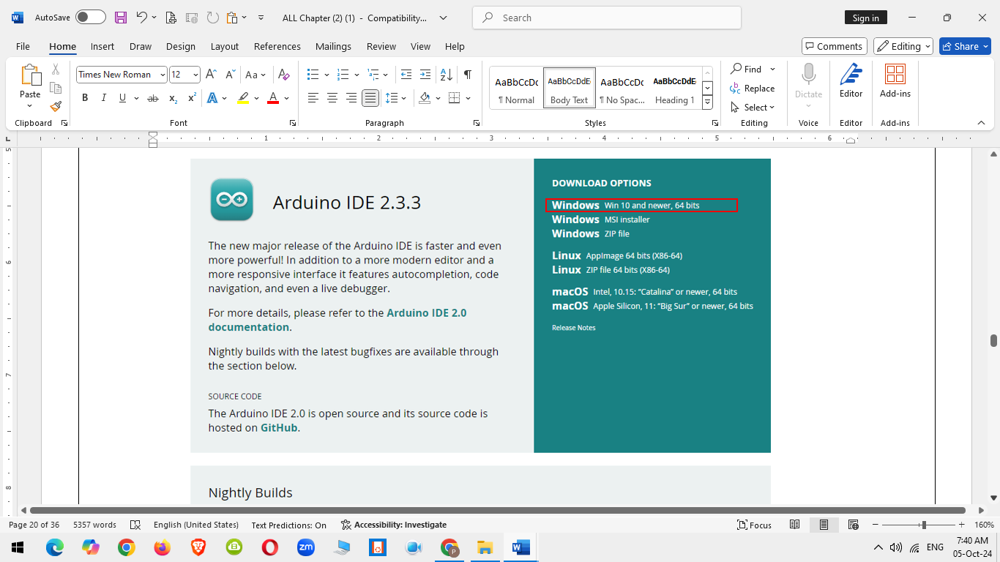 AutoSave
ALL Chapter (2) (1) - Compatibility...
Search
Sign in
File Home Insert Draw Design Layout References Mailings Review View Help
Comments Editing Share
Paste
Clipboard
Times New Roman 12
Font
Paragraph
AaBbCcDc AaBbCcDdE AaBbCcDc AaBbCcDdE
¶ Normal Body Text ¶ No Spac... Heading 1
Styles
Find
Replace
Select
Editing
Dictate
Voice
Editor
Editor
Add-ins
Add-ins
1 2 3 4 5 6
Arduino IDE 2.3.3
The new major release of the Arduino IDE is faster and even
more powerful! In addition to a more modern editor and a
more responsive interface it features autocompletion, code
navigation, and even a live debugger.
For more details, please refer to the Arduino IDE 2.0
documentation.
Nightly builds with the latest bugfixes are available through
the section below.
SOURCE CODE
The Arduino IDE 2.0 is open source and its source code is
hosted on GitHub.
DOWNLOAD OPTIONS
Windows Win 10 and newer, 64 bits
Windows MSI installer
Windows ZIP file
Linux AppImage 64 bits (X86-64)
Linux ZIP file 64 bits (X86-64)
macOS Intel, 10.15: “Catalina” or newer, 64 bits
macOS Apple Silicon, 11: “Big Sur” or newer, 64 bits
Release Notes
Nightly Builds
Page 20 of 36 5357 words English (United States) Text Predictions: On Accessibility: Investigate Focus 160%
ENG
7:40 AM
05-Oct-24